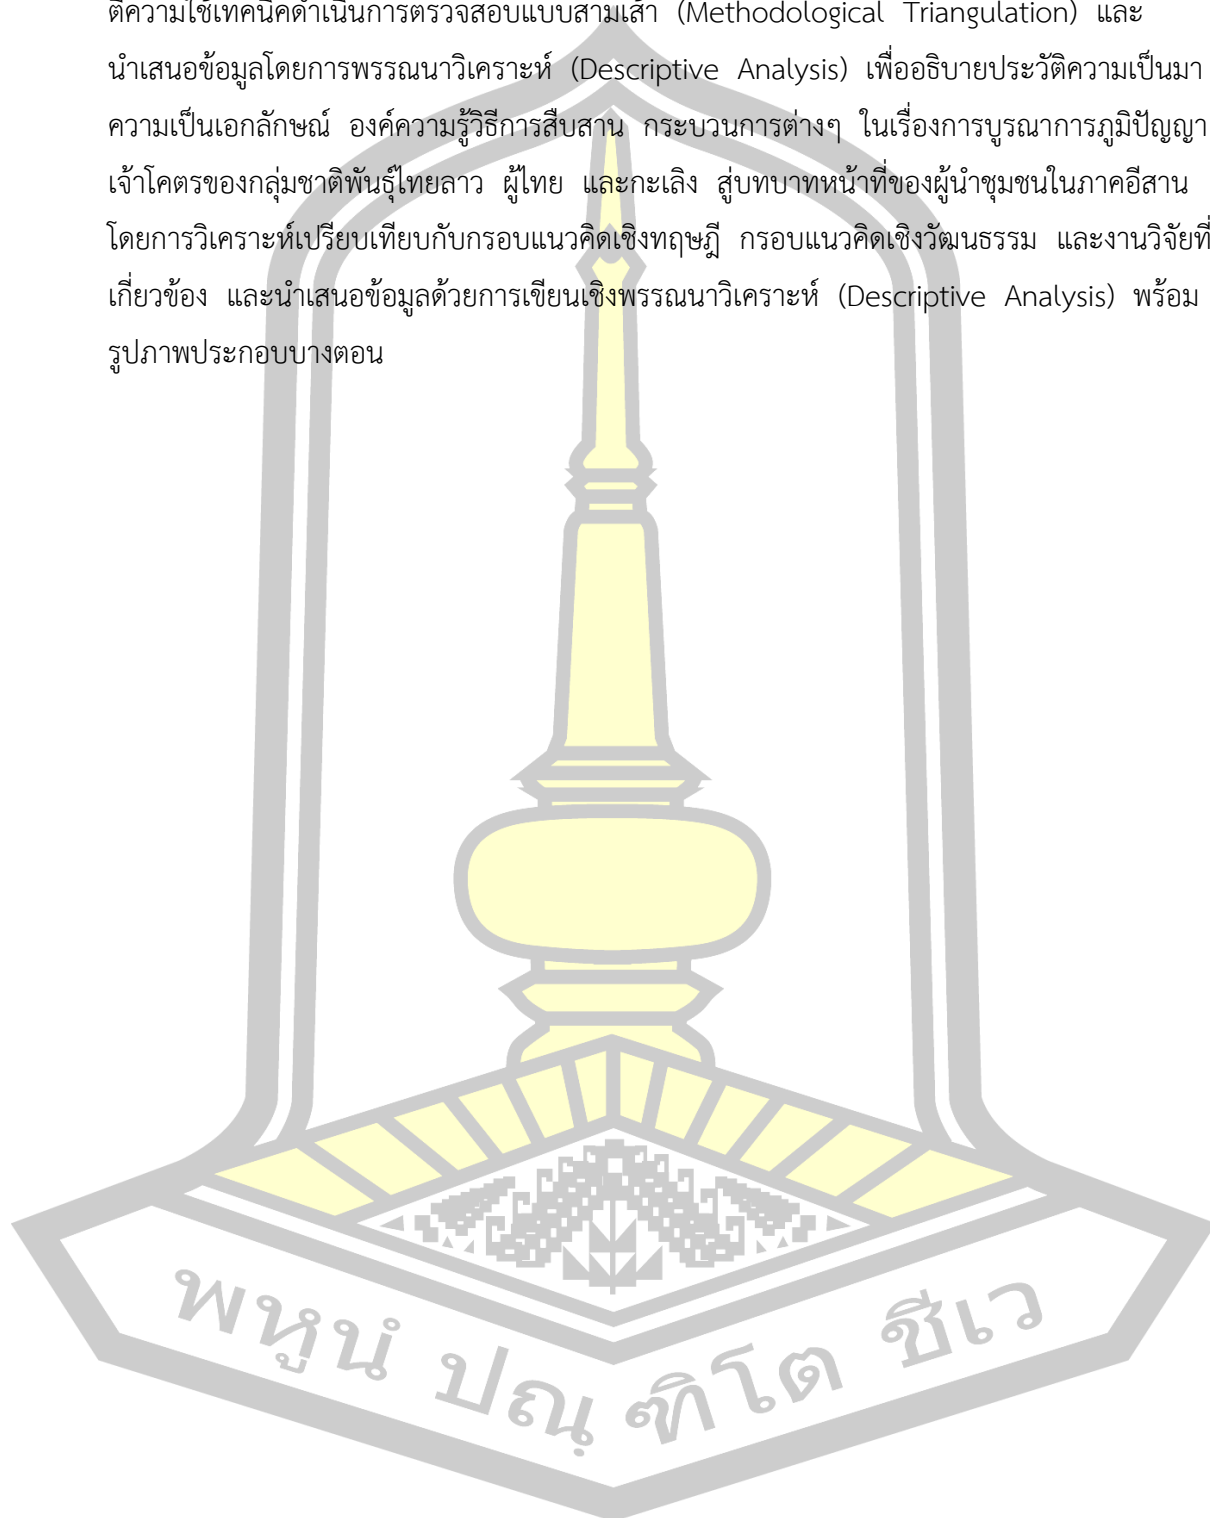 ตีความใช้เทคนิคดำเนินการตรวจสอบแบบสามเส้า (Methodological Triangulation) และ
นำเสนอข้อมูลโดยการพรรณนาวิเคราะห์ (Descriptive Analysis) เพื่ออธิบายประวัติความเป็นมา
ความเป็นเอกลักษณ์ องค์ความรู้วิธีการสืบสาน กระบวนการต่างๆ ในเรื่องการบูรณาการภูมิปัญญา
เจ้าโคตรของกลุ่มชาติพันธุ์ไทยลาว ผู้ไทย และกะเลิง สู่บทบาทหน้าที่ของผู้นำชุมชนในภาคอีสาน
โดยการวิเคราะห์เปรียบเทียบกับกรอบแนวคิดเชิงทฤษฎี กรอบแนวคิดเชิงวัฒนธรรม และงานวิจัยที่
เกี่ยวข้อง และนำเสนอข้อมูลด้วยการเขียนเชิงพรรณนาวิเคราะห์ (Descriptive Analysis) พร้อม
รูปภาพประกอบบางตอน
พหูนํ ปณฺฑิโต ชีเว